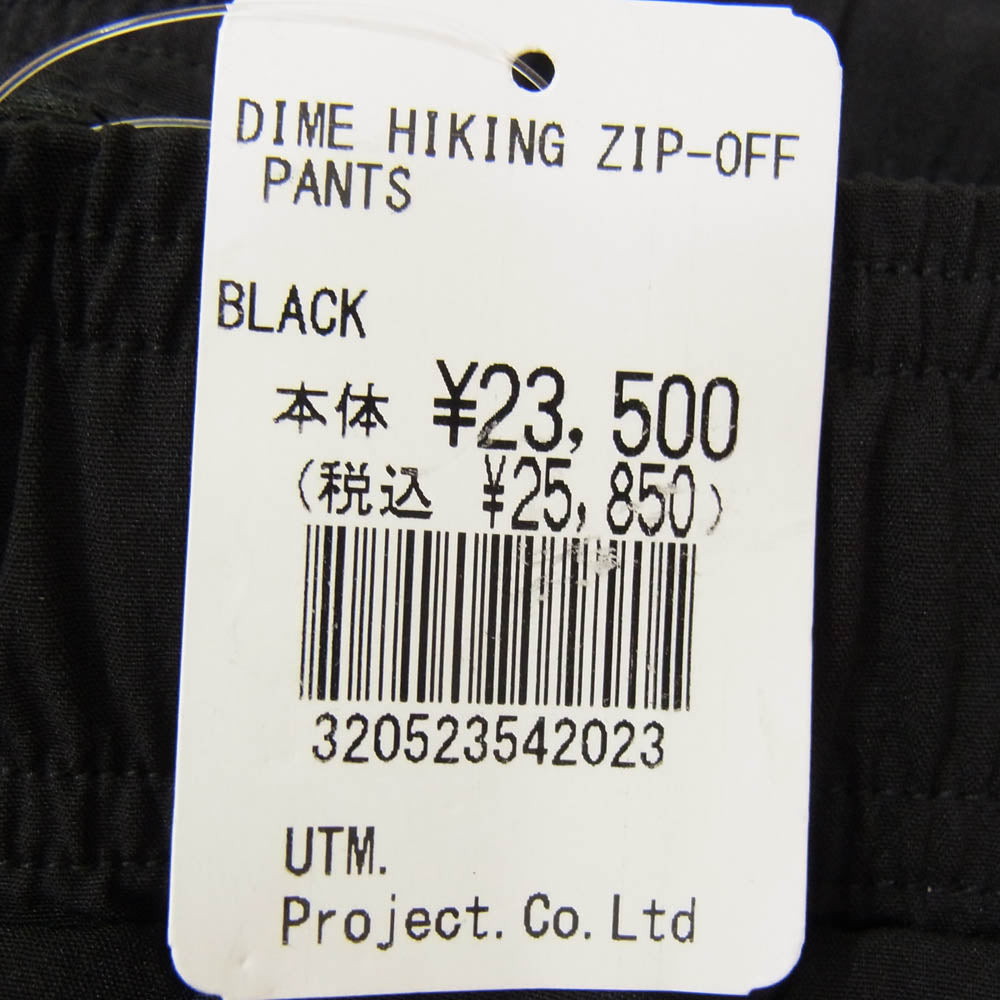 DIME HIKING ZIP-OFF
PANTS
BLACK
本体 ¥23,500
(税込 ¥25,850)
320523542023
UTM.
Project.Co.Ltd